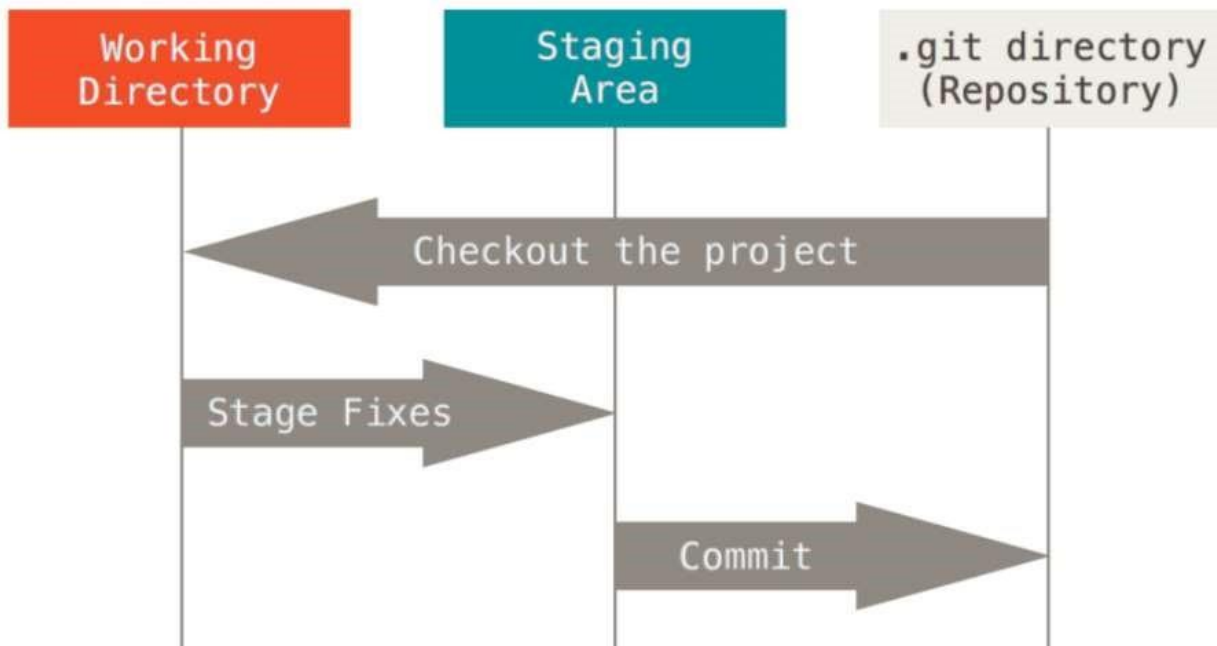 Working
Directory
Staging
Area
.git directory
(Repository)
Checkout the project
Stage Fixes
Commit